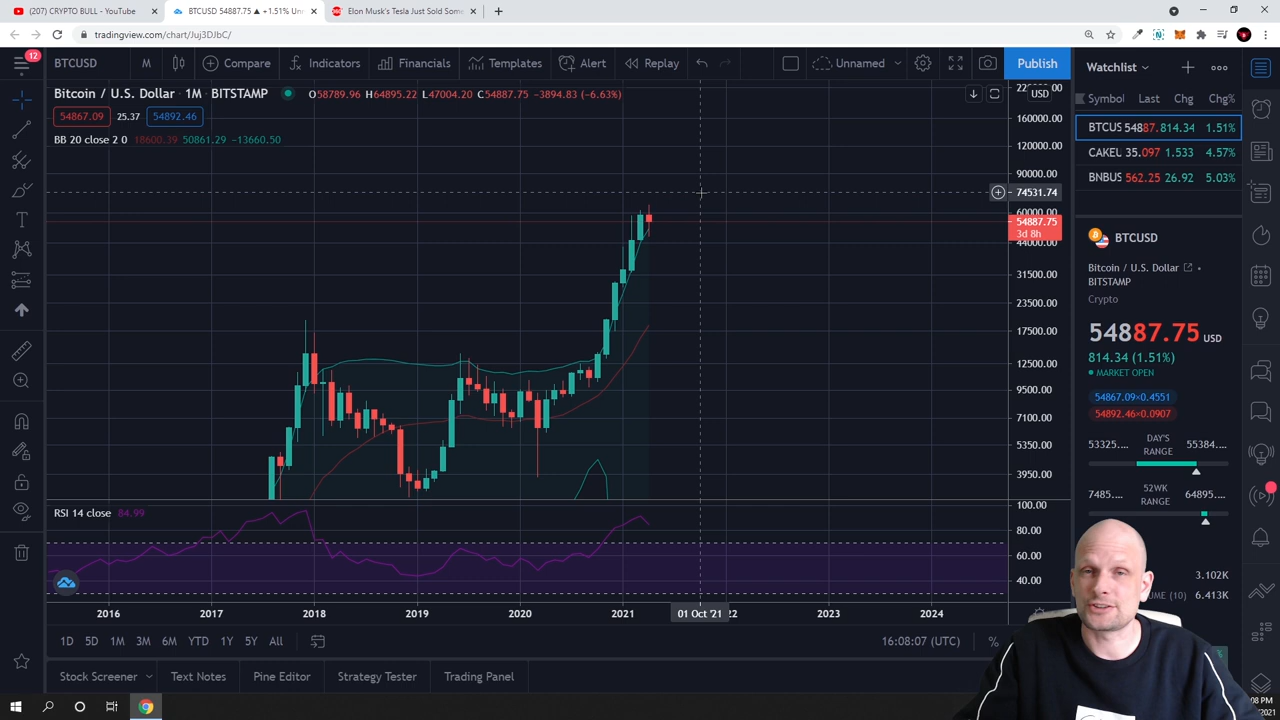 (207) CRYPTO BULL - YouTube
BTCUSD 54887.75 ▲ +1.51% Un
Elon Musk's Tesla Just Sold Som
tradingview.com/chart/Juj3DJbC/
12
BTCUSD M Compare Indicators Financials Templates Alert Replay Unnamed Publish
Bitcoin / U.S. Dollar · 1M · BITSTAMP O58789.96 H64895.22 L47004.20 C54887.75 −3894.83 (−6.63%)
54867.09 25.37 54892.46
BB 20 close 2 0 18600.39 50861.29 −13660.50
USD
160000.00
120000.00
90000.00
74531.74
60000.00
54887.75
3d 8h
44000.00
31500.00
23500.00
17500.00
12500.00
9500.00
7100.00
5350.00
3950.00
RSI 14 close 84.99
100.00
80.00
60.00
40.00
2016 2017 2018 2019 2020 2021 01 Oct '21 2023 2024
1D 5D 1M 3M 6M YTD 1Y 5Y All
16:08:07 (UTC) %
Stock Screener Text Notes Pine Editor Strategy Tester Trading Panel
Watchlist
Symbol Last Chg Chg%
BTCUS 54887. 814.34 1.51%
CAKEL 35.097 1.533 4.57%
BNBUS 562.25 26.92 5.03%
BTCUSD
Bitcoin / U.S. Dollar
BITSTAMP
Crypto
54887.75 USD
814.34 (1.51%)
MARKET OPEN
54867.09×0.4551
54892.46×0.0907
53325.... DAY'S RANGE 55384....
7485.... 52WK RANGE 64895....
3.102K
(10) 6.413K